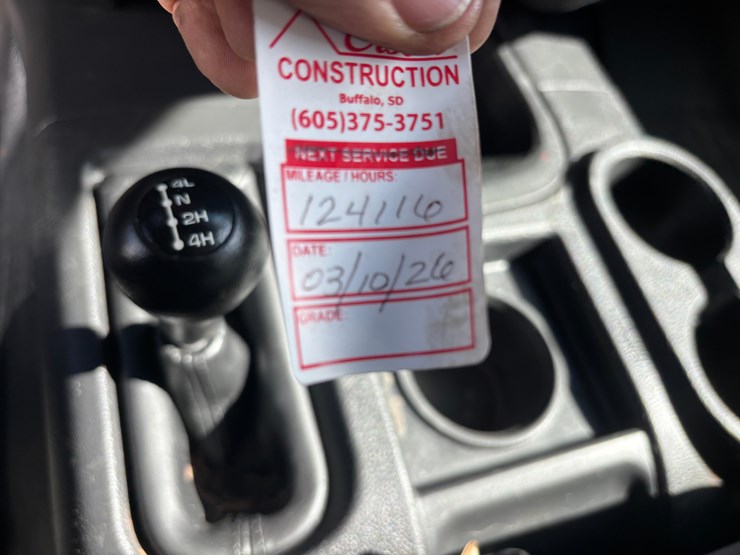 CONSTRUCTION
Buffalo, SD
(605)375-3751
NEXT SERVICE DUE
MILEAGE / HOURS:
124116
DATE:
03/10/26
GRADE:
4L
N
2H
4H